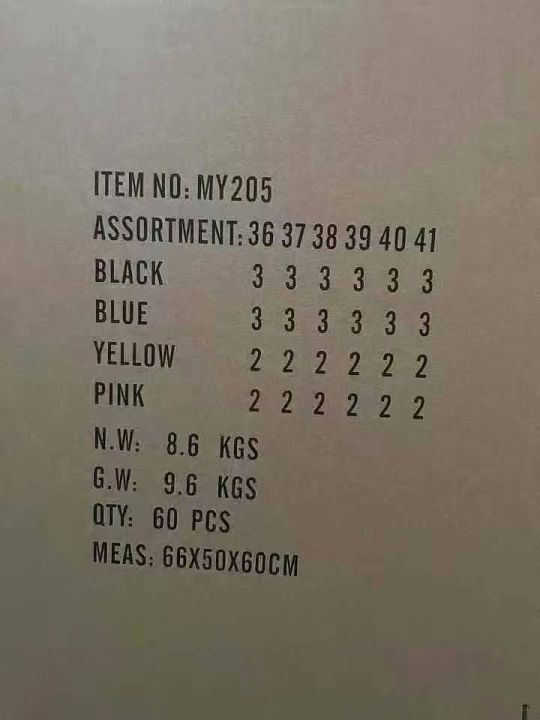 ITEM NO: MY205
ASSORTMENT: 36 37 38 39 40 41
BLACK 3 3 3 3 3 3
BLUE 3 3 3 3 3 3
YELLOW 2 2 2 2 2 2
PINK 2 2 2 2 2 2
N.W: 8.6 KGS
G.W: 9.6 KGS
QTY: 60 PCS
MEAS: 66X50X60CM